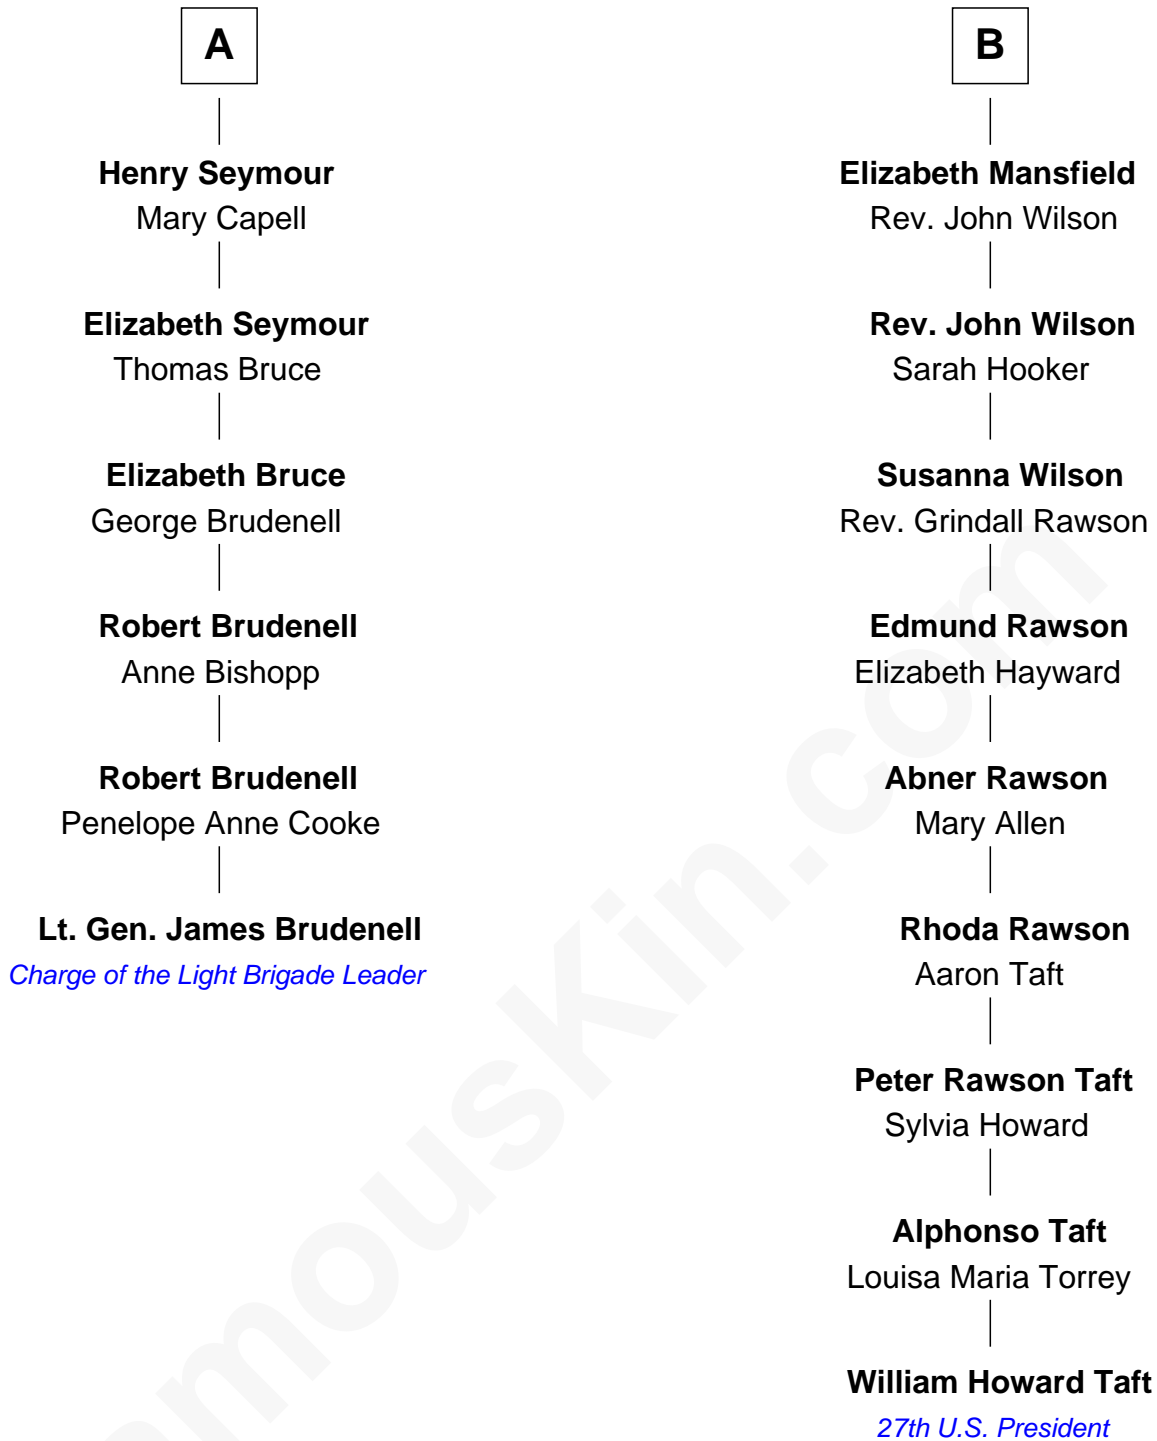 A
Henry Seymour
Mary Capell
Elizabeth Seymour
Thomas Bruce
Elizabeth Bruce
George Brudenell
Robert Brudenell
Anne Bishopp
Robert Brudenell
Penelope Anne Cooke
Lt. Gen. James Brudenell
Charge of the Light Brigade Leader
B
Elizabeth Mansfield
Rev. John Wilson
Rev. John Wilson
Sarah Hooker
Susanna Wilson
Rev. Grindall Rawson
Edmund Rawson
Elizabeth Hayward
Abner Rawson
Mary Allen
Rhoda Rawson
Aaron Taft
Peter Rawson Taft
Sylvia Howard
Alphonso Taft
Louisa Maria Torrey
William Howard Taft
27th U.S. President
amouskin.com